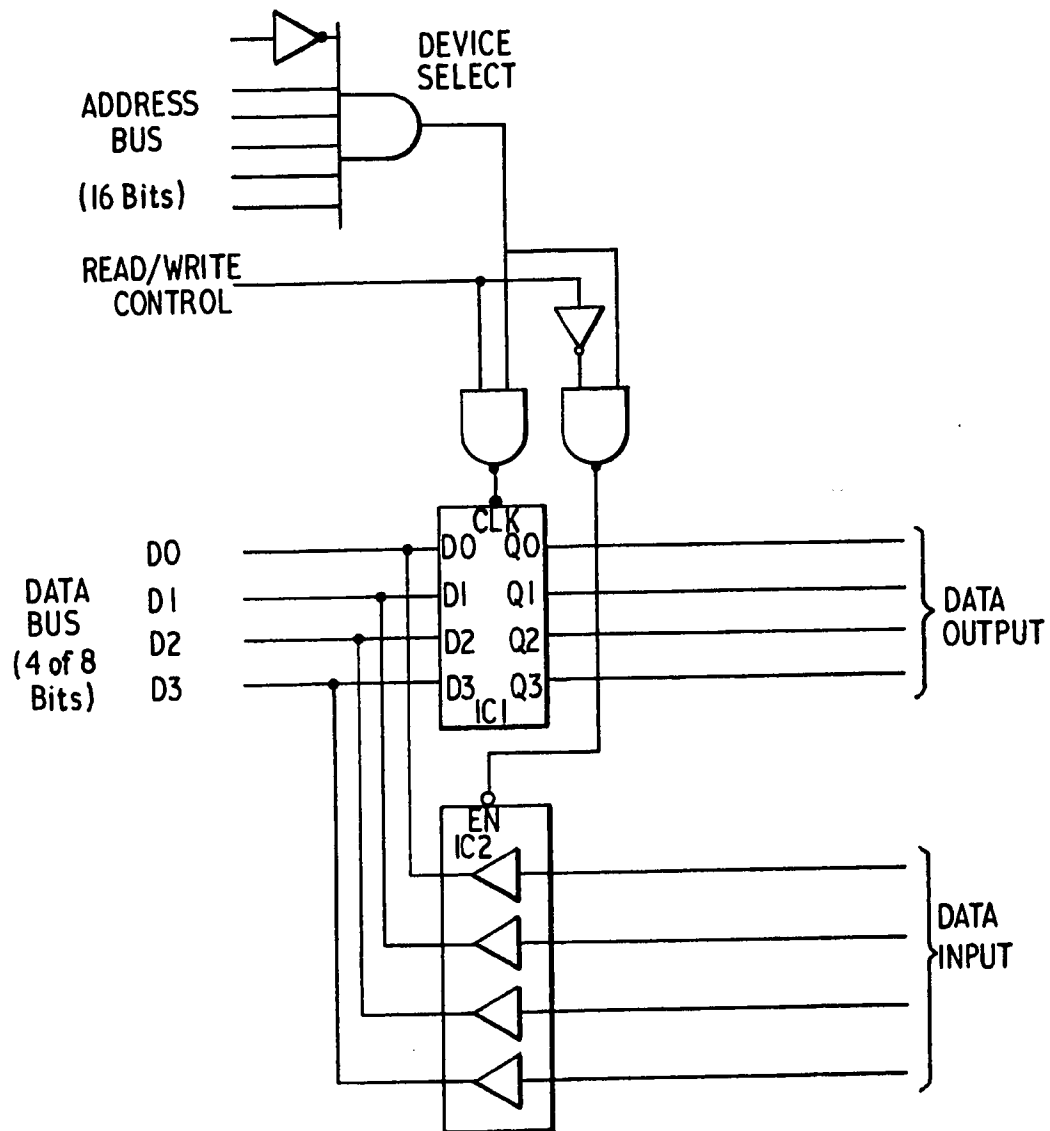 DEVICE
SELECT
ADDRESS
BUS
(16 Bits)
READ/WRITE
CONTROL
CLK
D0
D0
Q0
D1
D1
Q1
DATA
BUS
(4 of 8
Bits)
D2
D2
Q2
D3
D3
Q3
IC1
DATA
OUTPUT
EN
IC2
DATA
INPUT